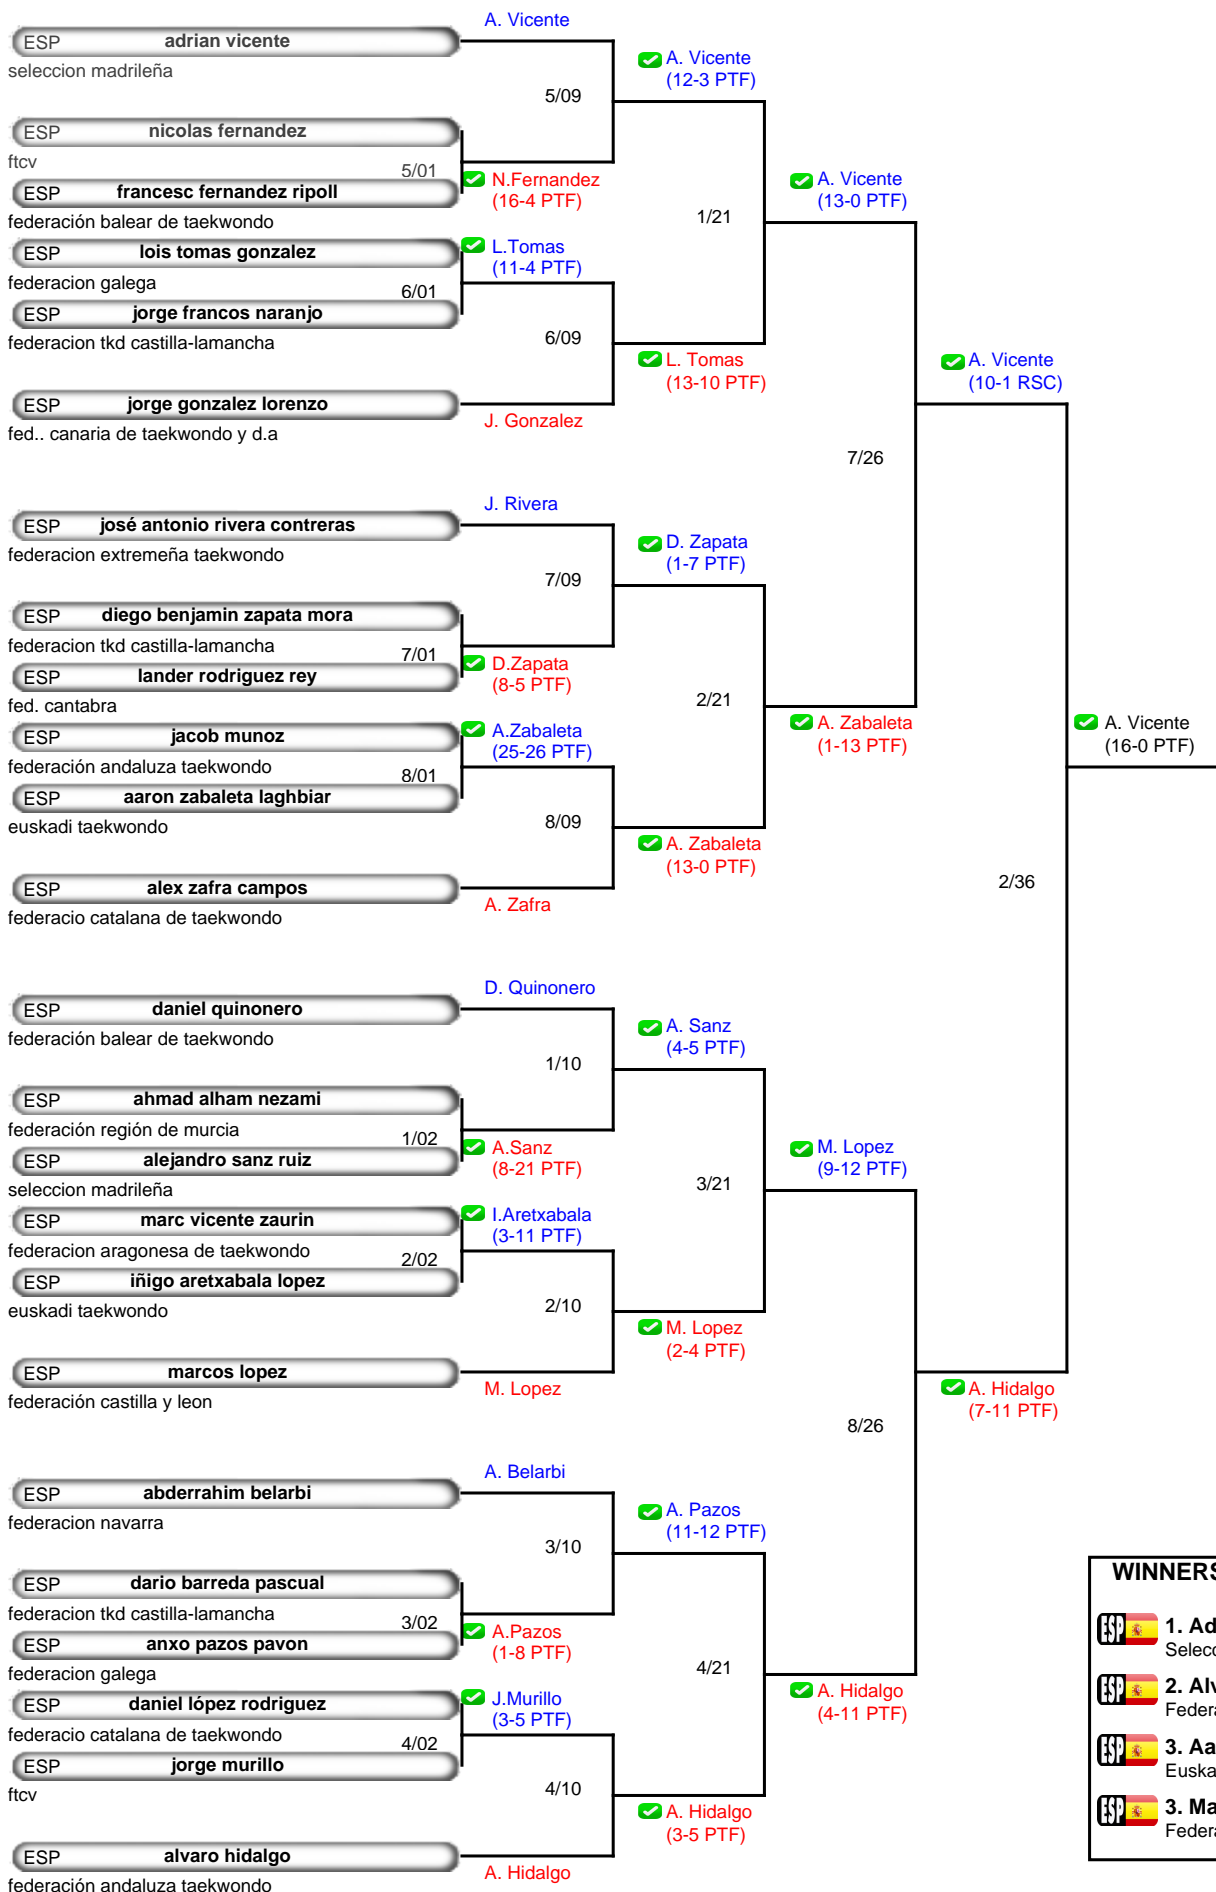 A. Vicente
ESP adrian vicente
seleccion madrileña
A. Vicente
(12-3 PTF)
5/09
ESP nicolas fernandez
ftcv
5/01
N.Fernandez
(16-4 PTF)
ESP francesc fernandez ripoll
federación balear de taekwondo
A. Vicente
(13-0 PTF)
1/21
ESP lois tomas gonzalez
federacion galega
L.Tomas
(11-4 PTF)
6/01
ESP jorge francos naranjo
federacion tkd castilla-lamancha
6/09
L. Tomas
(13-10 PTF)
A. Vicente
(10-1 RSC)
ESP jorge gonzalez lorenzo
fed.. canaria de taekwondo y d.a
J. Gonzalez
7/26
J. Rivera
ESP josé antonio rivera contreras
federacion extremeña taekwondo
D. Zapata
(1-7 PTF)
7/09
ESP diego benjamin zapata mora
federacion tkd castilla-lamancha
7/01
D.Zapata
(8-5 PTF)
ESP lander rodriguez rey
fed. cantabra
2/21
A. Zabaleta
(1-13 PTF)
A. Vicente
(16-0 PTF)
ESP jacob munoz
federación andaluza taekwondo
A.Zabaleta
(25-26 PTF)
8/01
ESP aaron zabaleta laghbiar
euskadi taekwondo
8/09
A. Zabaleta
(13-0 PTF)
ESP alex zafra campos
federacio catalana de taekwondo
A. Zafra
2/36
D. Quinonero
ESP daniel quinonero
federación balear de taekwondo
A. Sanz
(4-5 PTF)
1/10
ESP ahmad alham nezami
federación región de murcia
1/02
A.Sanz
(8-21 PTF)
ESP alejandro sanz ruiz
seleccion madrileña
M. Lopez
(9-12 PTF)
3/21
ESP marc vicente zaurin
federacion aragonesa de taekwondo
I.Aretxabala
(3-11 PTF)
2/02
ESP iñigo aretxabala lopez
euskadi taekwondo
2/10
M. Lopez
(2-4 PTF)
ESP marcos lopez
federación castilla y leon
M. Lopez
A. Hidalgo
(7-11 PTF)
8/26
A. Belarbi
ESP abderrahim belarbi
federacion navarra
A. Pazos
(11-12 PTF)
3/10
ESP dario barreda pascual
federacion tkd castilla-lamancha
3/02
A.Pazos
(1-8 PTF)
ESP anxo pazos pavon
federacion galega
4/21
A. Hidalgo
(4-11 PTF)
ESP daniel lópez rodriguez
federacio catalana de taekwondo
J.Murillo
(3-5 PTF)
4/02
ESP jorge murillo
ftcv
4/10
A. Hidalgo
(3-5 PTF)
ESP alvaro hidalgo
federación andaluza taekwondo
A. Hidalgo
WINNERS
ESP 1. Ad
Selecc
ESP 2. Alv
Federa
ESP 3. Aa
Euska
ESP 3. Ma
Federa